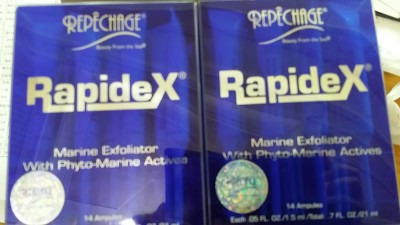 REPÊCHAGE®
Beauty From the Sea®
RapideX®
Marine Exfoliator
With Phyto-Marine Actives
14 Ampules
REPÊCHAGE®
Beauty From the Sea®
RapideX®
Marine Exfoliator
With Phyto-Marine Actives
14 Ampules
Each .05 FL. OZ./1.5 ml/Total: .7 FL. OZ./21 ml